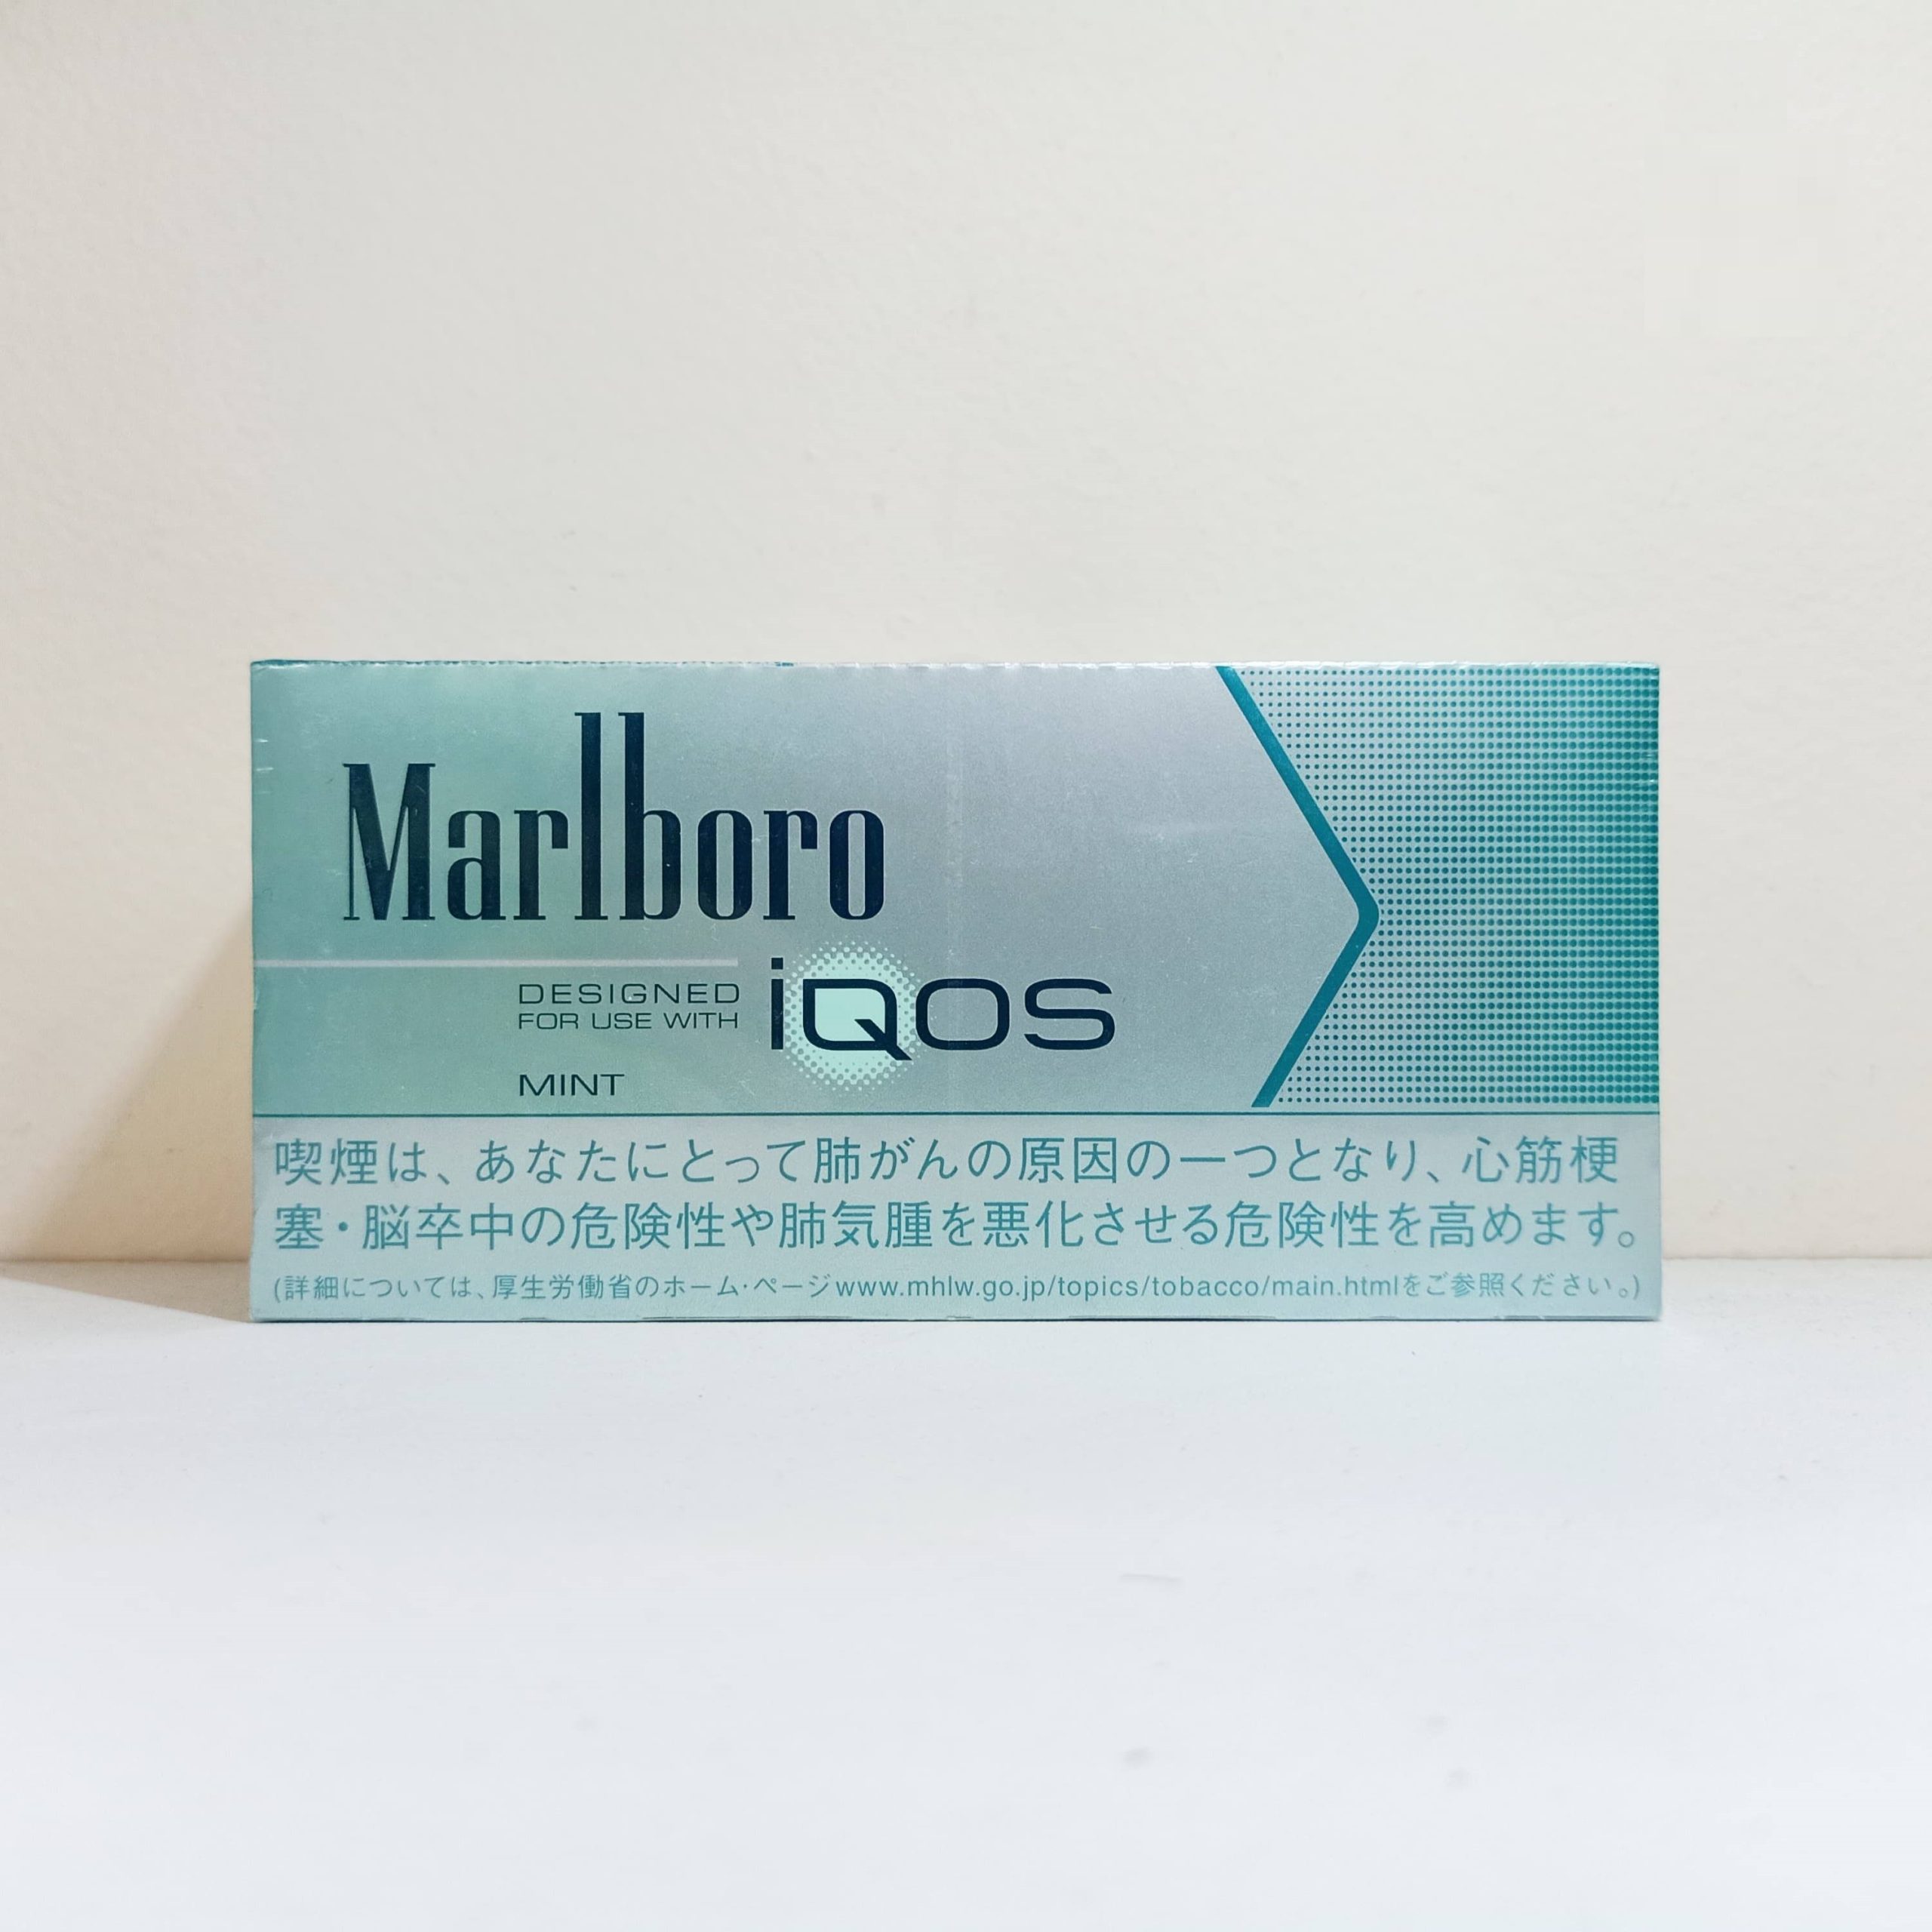 Marlboro
DESIGNED
FOR USE WITH
iQOS
MINT
喫煙は、あなたにとって肺がんの原因の一つとなり、心筋梗
塞・脳卒中の危険性や肺気腫を悪化させる危険性を高めます。
(詳細については、厚生労働省のホーム・ページwww.mhlw.go.jp/topics/tobacco/main.htmlをご参照ください。)